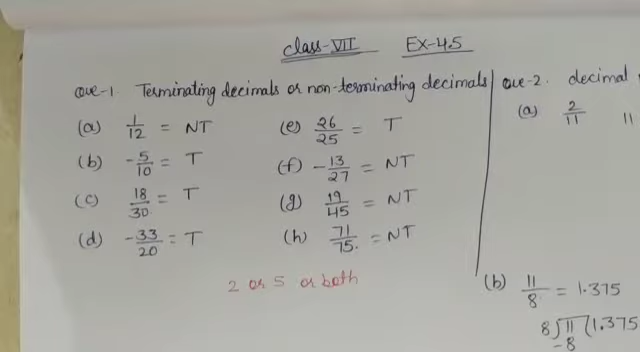 Class-VII EX-4.5
Que-1. Terminating decimals or non-terminating decimals
(a) 1/12 = NT
(b) -5/10 = T
(c) 18/30 = T
(d) -33/20 = T
(e) 26/25 = T
(f) -13/27 = NT
(g) 19/45 = NT
(h) 71/75 = NT
2 or 5 or both
Que-2. decimal
(a) 2/11 11
(b) 11/8 = 1.375
8)11(1.375
-8